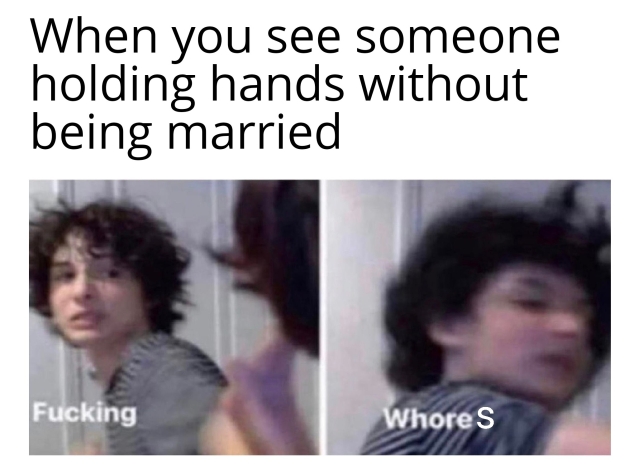 When you see someone
holding hands without
being married
Fucking
WhoreS